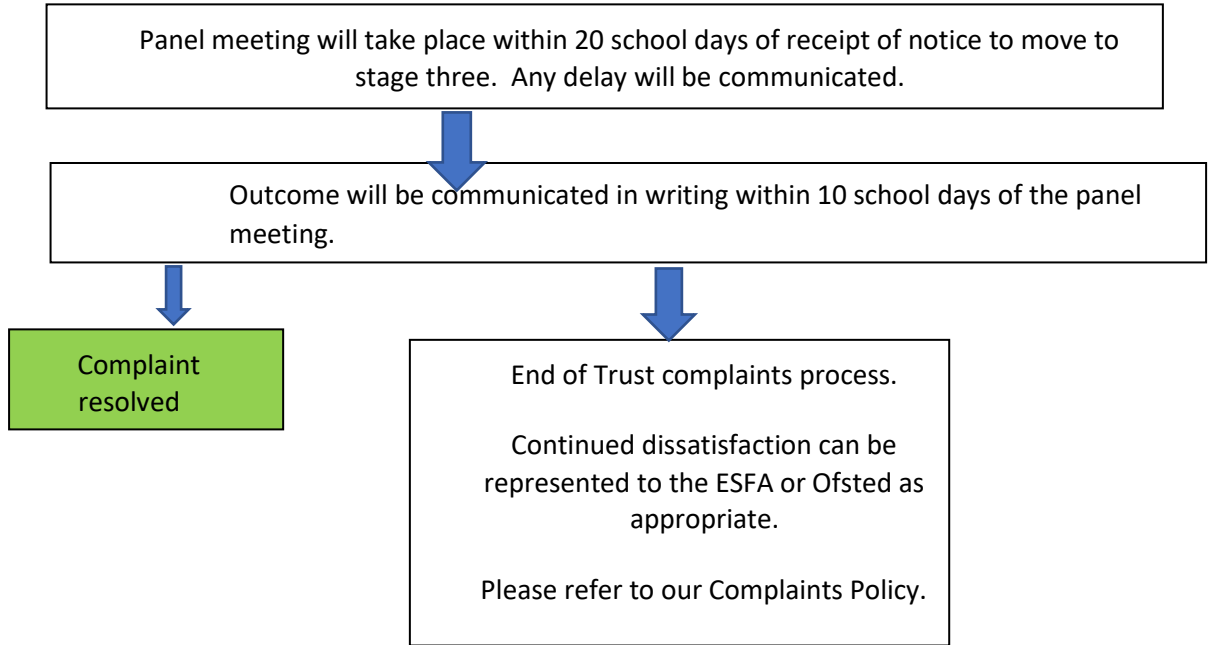 Panel meeting will take place within 20 school days of receipt of notice to move to
stage three.  Any delay will be communicated.
Outcome will be communicated in writing within 10 school days of the panel
meeting.
Complaint
resolved
End of Trust complaints process.
Continued dissatisfaction can be
represented to the ESFA or Ofsted as
appropriate.
Please refer to our Complaints Policy.